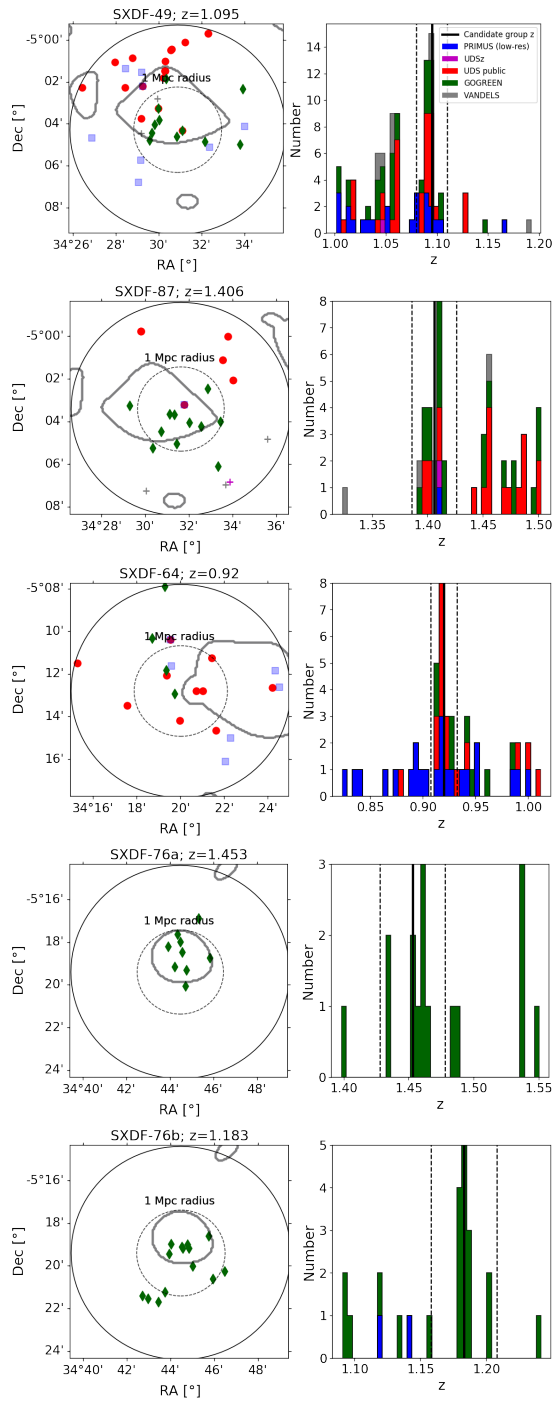 SXDF-49; z=1.095
-5°00'
02'
04'
06'
08'
Dec [°]
1 Mpc radius
34°26' 28' 30' 32' 34'
RA [°]
Number
14
12
10
8
6
4
2
0
Candidate group z
PRIMUS (low-res)
UDSz
UDS public
GOGREEN
VANDELS
1.00 1.05 1.10 1.15 1.20
z
SXDF-87; z=1.406
-5°00'
02'
04'
06'
08'
Dec [°]
1 Mpc radius
34°28' 30' 32' 34' 36'
RA [°]
Number
8
7
6
5
4
3
2
1
0
1.35 1.40 1.45 1.50
z
SXDF-64; z=0.92
-5°08'
10'
12'
14'
16'
Dec [°]
1 Mpc radius
34°16' 18' 20' 22' 24'
RA [°]
Number
8
7
6
5
4
3
2
1
0
0.85 0.90 0.95 1.00
z
SXDF-76a; z=1.453
-5°16'
18'
20'
22'
24'
Dec [°]
1 Mpc radius
34°40' 42' 44' 46' 48'
RA [°]
Number
3
2
1
0
1.40 1.45 1.50 1.55
z
SXDF-76b; z=1.183
-5°16'
18'
20'
22'
24'
Dec [°]
1 Mpc radius
34°40' 42' 44' 46' 48'
RA [°]
Number
5
4
3
2
1
0
1.10 1.15 1.20
z